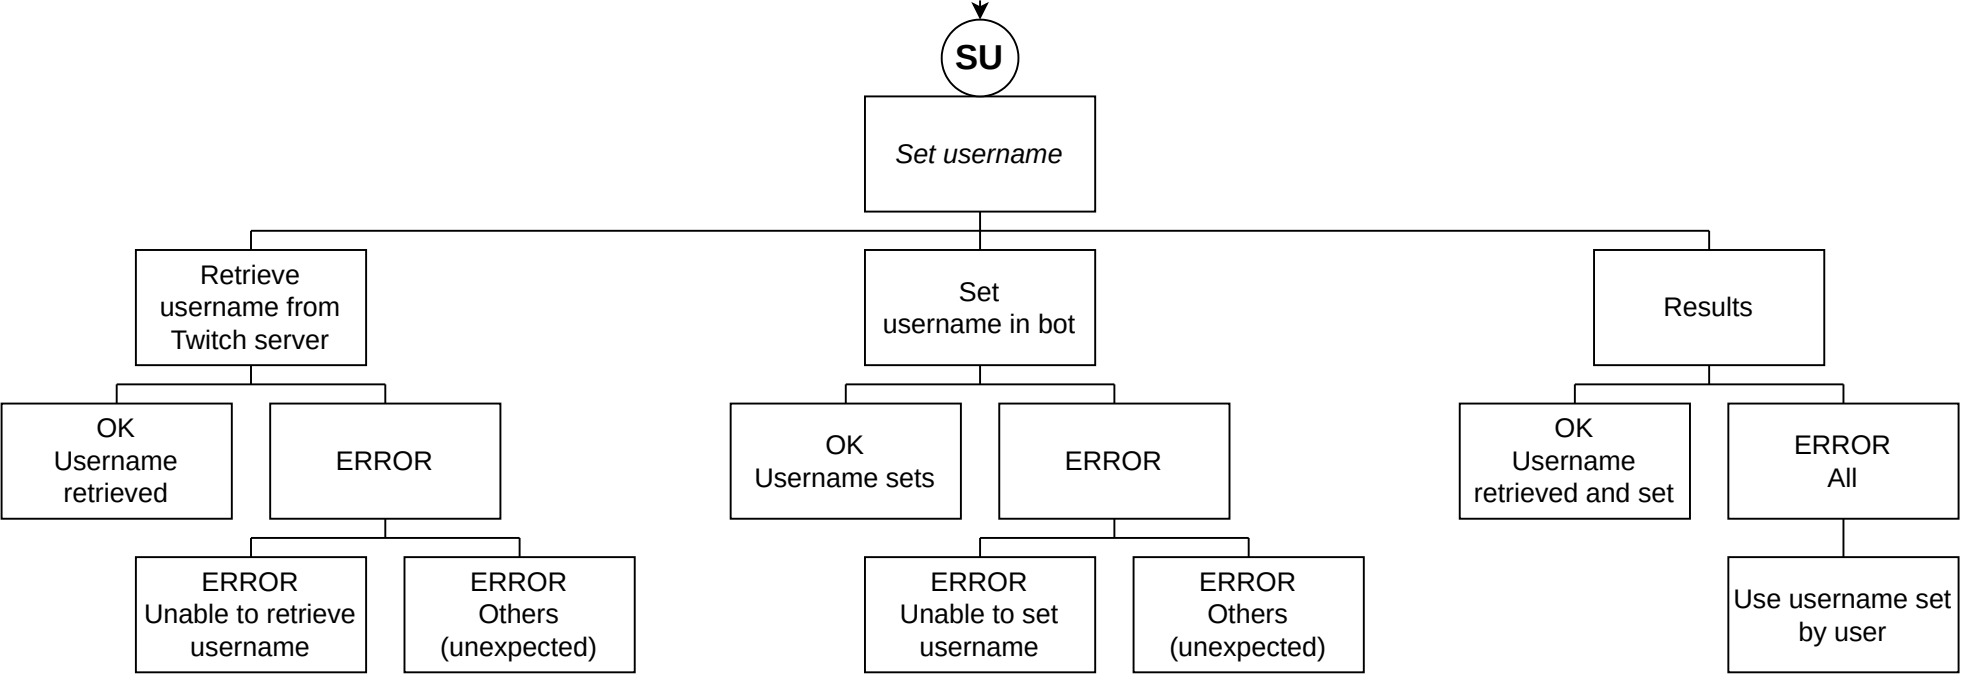 SU
Set username
Retrieve
username from
Twitch server
Set
username in bot
Results
OK
Username
retrieved
ERROR
OK
Username sets
ERROR
OK
Username
retrieved and set
ERROR
All
ERROR
Unable to retrieve
username
ERROR
Others
(unexpected)
ERROR
Unable to set
username
ERROR
Others
(unexpected)
Use username set
by user